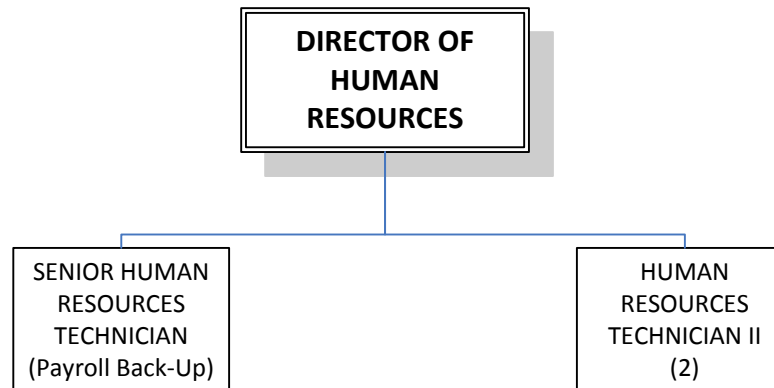 DIRECTOR OF
HUMAN
RESOURCES
SENIOR HUMAN
RESOURCES
TECHNICIAN
(Payroll Back-Up)
HUMAN
RESOURCES
TECHNICIAN II
(2)